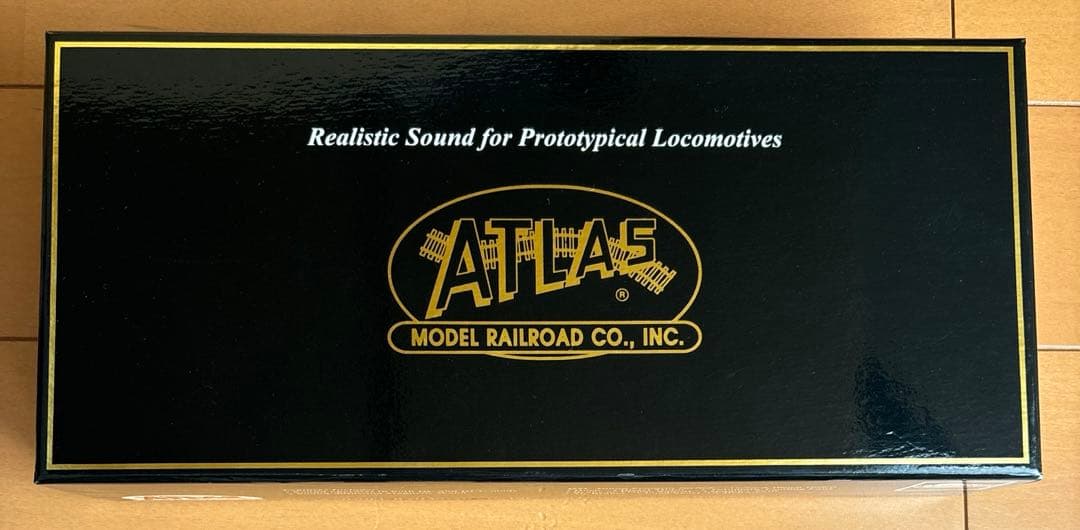 Realistic Sound for Prototypical Locomotives
ATLAS
®
MODEL RAILROAD CO., INC.